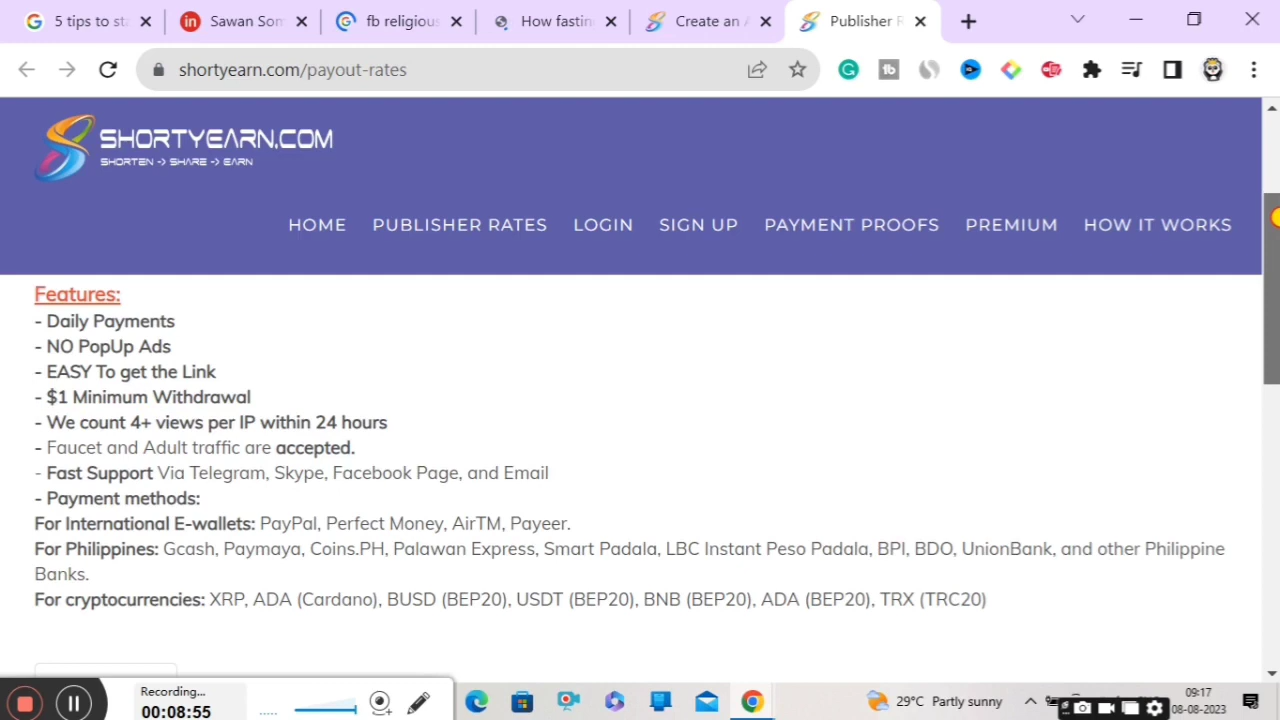 5 tips to sta
Sawan Som
fb religious
How fastin
Create an A
Publisher R
shortyearn.com/payout-rates
SHORTYEARN.COM
SHORTEN -> SHARE -> EARN
HOME PUBLISHER RATES LOGIN SIGN UP PAYMENT PROOFS PREMIUM HOW IT WORKS
Features:
- Daily Payments
- NO PopUp Ads
- EASY To get the Link
- $1 Minimum Withdrawal
- We count 4+ views per IP within 24 hours
- Faucet and Adult traffic are accepted.
- Fast Support Via Telegram, Skype, Facebook Page, and Email
- Payment methods:
For International E-wallets: PayPal, Perfect Money, AirTM, Payeer.
For Philippines: Gcash, Paymaya, Coins.PH, Palawan Express, Smart Padala, LBC Instant Peso Padala, BPI, BDO, UnionBank, and other Philippine
Banks.
For cryptocurrencies: XRP, ADA (Cardano), BUSD (BEP20), USDT (BEP20), BNB (BEP20), ADA (BEP20), TRX (TRC20)
Recording...
00:08:55
29°C Partly sunny
09:17
08-08-2023